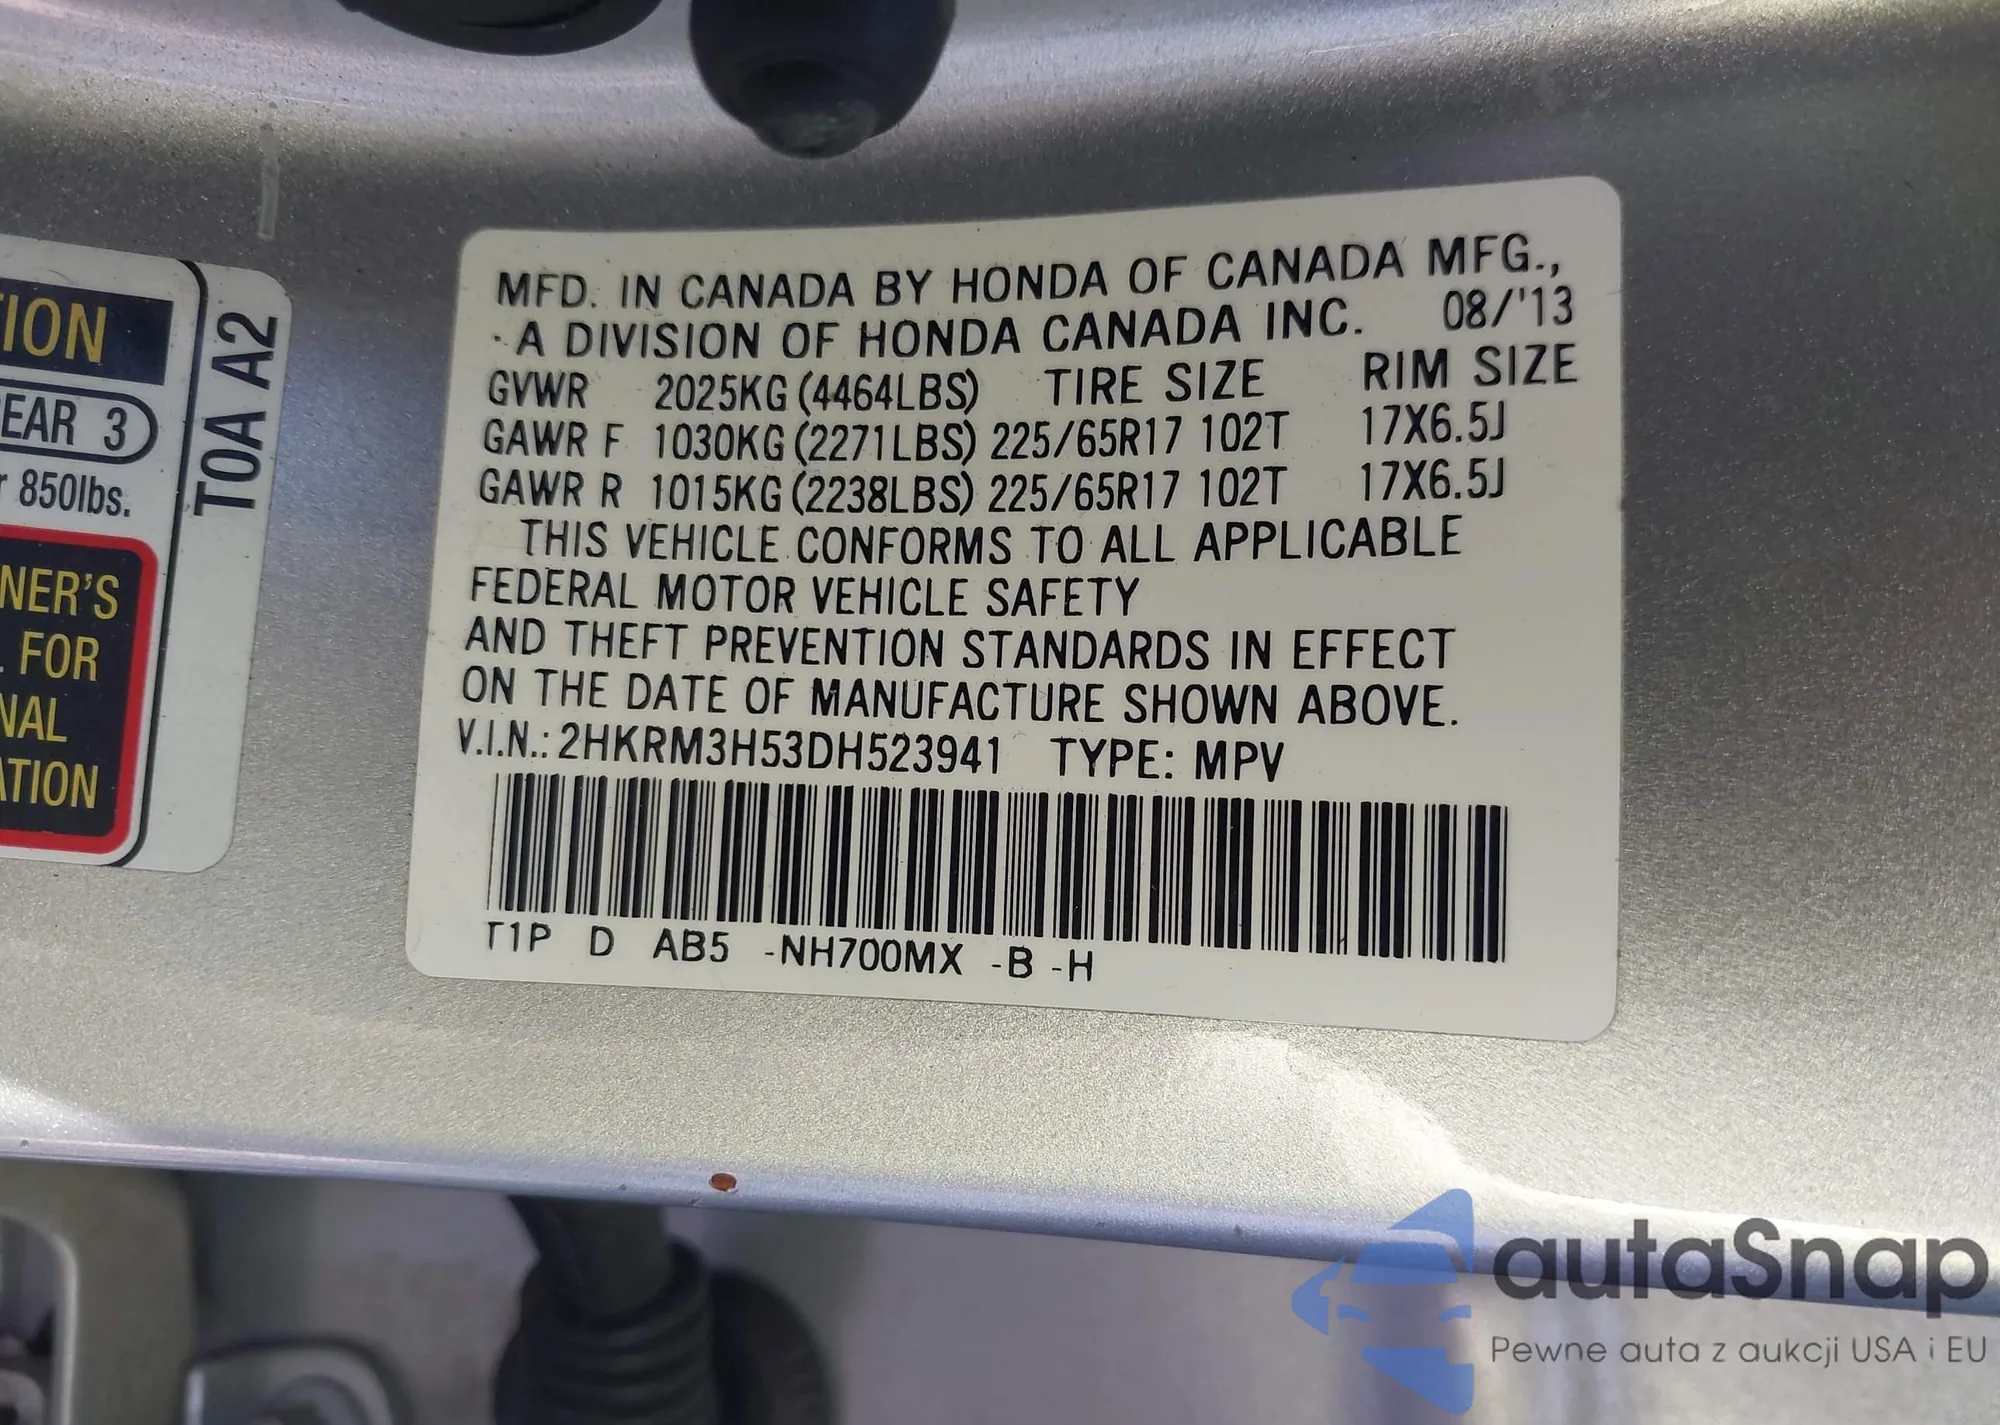 ION
EAR 3
r 850lbs.
NER'S
. FOR
NAL
ATION
T0A A2
MFD. IN CANADA BY HONDA OF CANADA MFG.,
A DIVISION OF HONDA CANADA INC. 08/'13
GVWR 2025KG (4464LBS) TIRE SIZE RIM SIZE
GAWR F 1030KG (2271LBS) 225/65R17 102T 17X6.5J
GAWR R 1015KG (2238LBS) 225/65R17 102T 17X6.5J
THIS VEHICLE CONFORMS TO ALL APPLICABLE
FEDERAL MOTOR VEHICLE SAFETY
AND THEFT PREVENTION STANDARDS IN EFFECT
ON THE DATE OF MANUFACTURE SHOWN ABOVE.
V.I.N.: 2HKRM3H53DH523941 TYPE: MPV
T1P D AB5 -NH700MX -B -H
autaSnap
Pewne auta z aukcji USA i EU